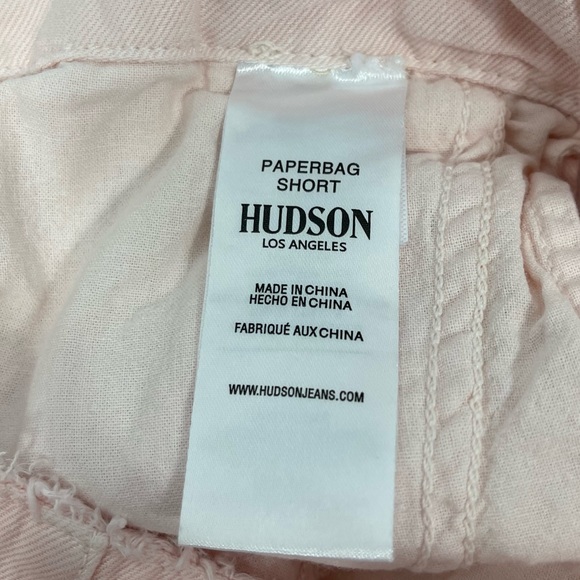 PAPERBAG
SHORT
HUDSON
LOS ANGELES
MADE IN CHINA
HECHO EN CHINA
FABRIQUÉ AUX CHINA
WWW.HUDSONJEANS.COM